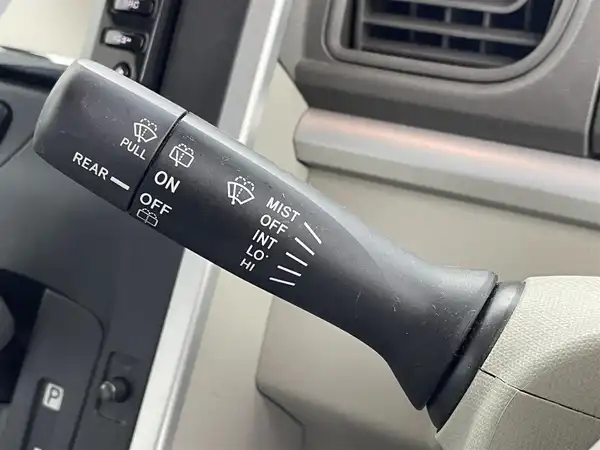 PULL
REAR
ON
OFF
MIST
OFF
INT
LO
HI
P